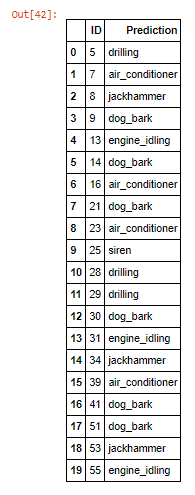 Out[42]:
ID Prediction
0 5 drilling
1 7 air_conditioner
2 8 jackhammer
3 9 dog_bark
4 13 engine_idling
5 14 dog_bark
6 16 air_conditioner
7 21 dog_bark
8 23 air_conditioner
9 25 siren
10 28 drilling
11 29 drilling
12 30 dog_bark
13 31 engine_idling
14 34 jackhammer
15 39 air_conditioner
16 41 dog_bark
17 51 dog_bark
18 53 jackhammer
19 55 engine_idling